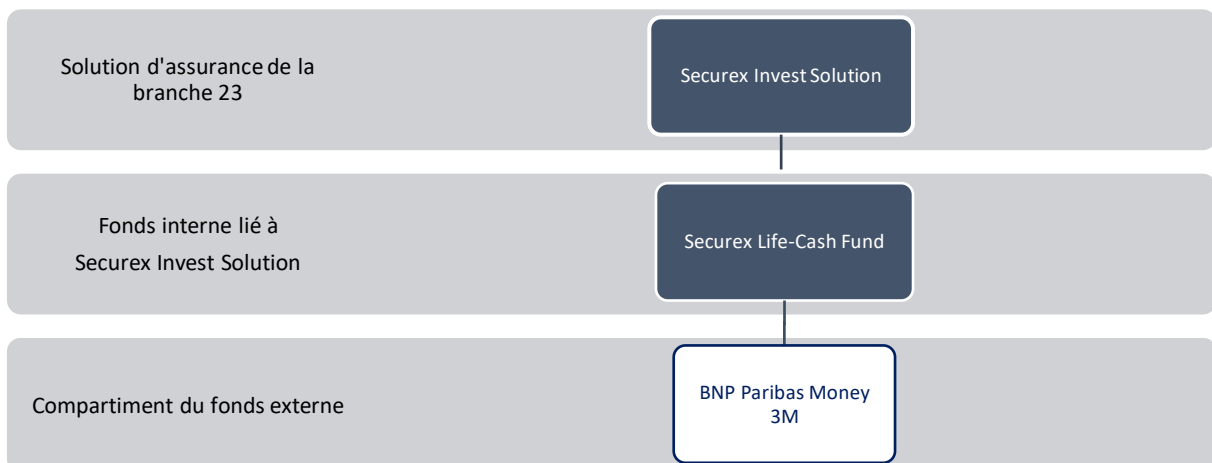 Solution d'assurance de la
branche 23
Securex Invest Solution
Fonds interne lié à
Securex Invest Solution
Securex Life-Cash Fund
Compartiment du fonds externe
BNP Paribas Money
3M